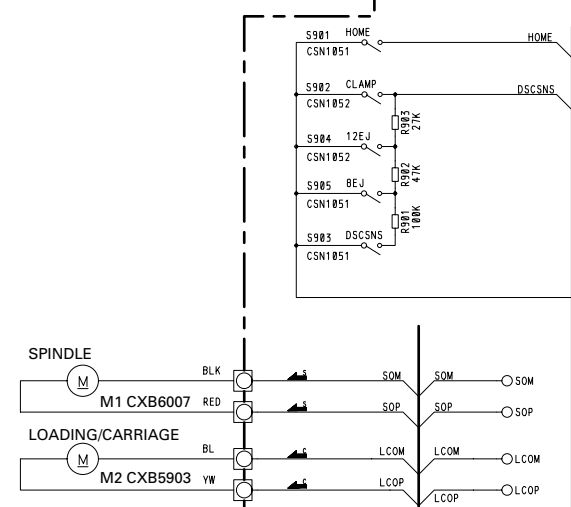 S901 HOME HOME
CSN1051
S902 CLAMP DSCSNS
CSN1052
R903
27K
S904 12EJ
CSN1052
R902
47K
S905 8EJ
CSN1051
R901
100K
S903 DSCSNS
CSN1051
SPINDLE
BLK S SOM SOM SOM
M
M1 CXB6007 RED S SOP SOP SOP
LOADING/CARRIAGE
BL C LCOM LCOM LCOM
M
M2 CXB5903 YW C LCOP LCOP LCOP